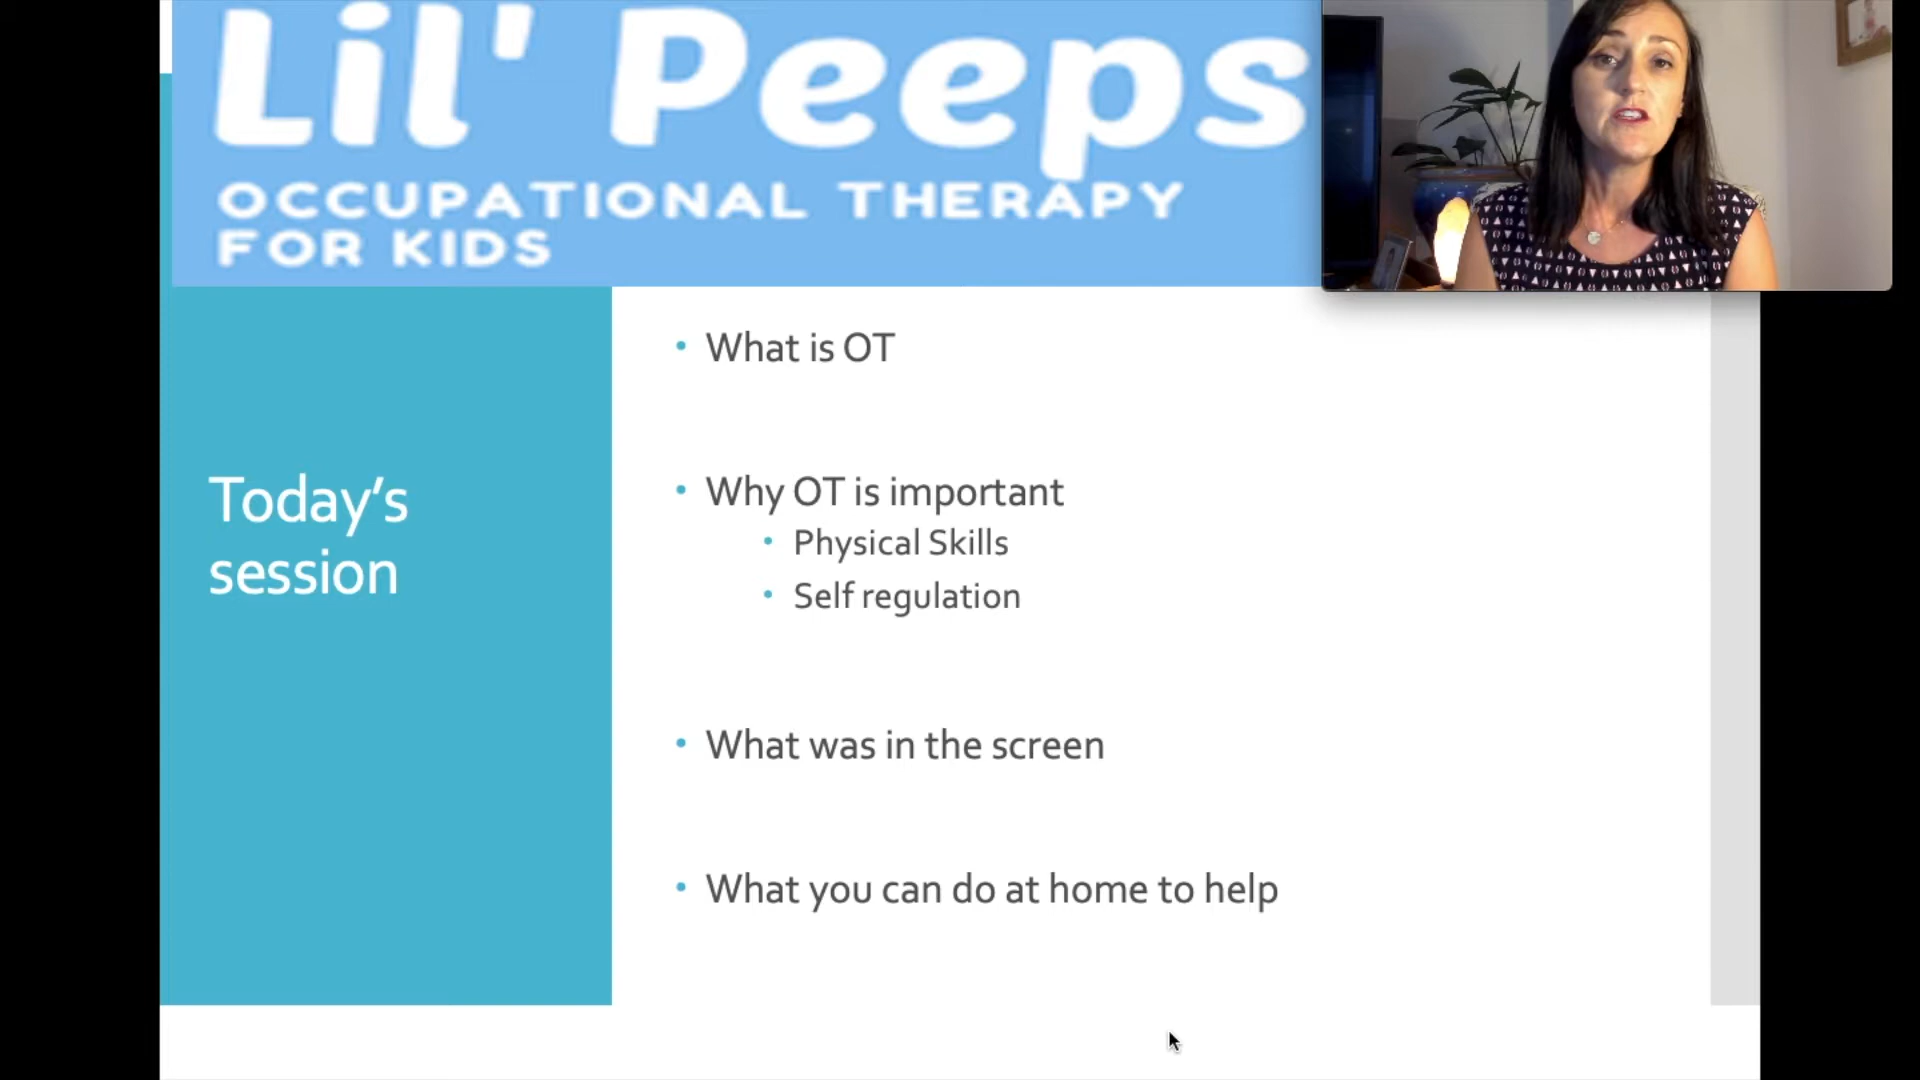 Lil' Peeps
OCCUPATIONAL THERAPY
FOR KIDS
Today's
session
• What is OT
• Why OT is important
• Physical Skills
• Self regulation
• What was in the screen
• What you can do at home to help